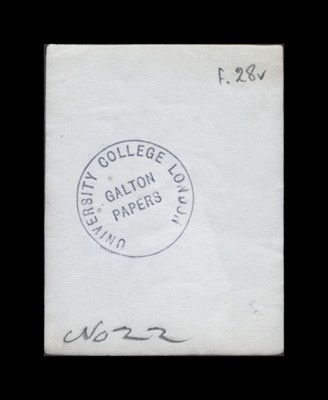 f. 28v
UNIVERSITY COLLEGE LONDON
GALTON
PAPERS
No 22